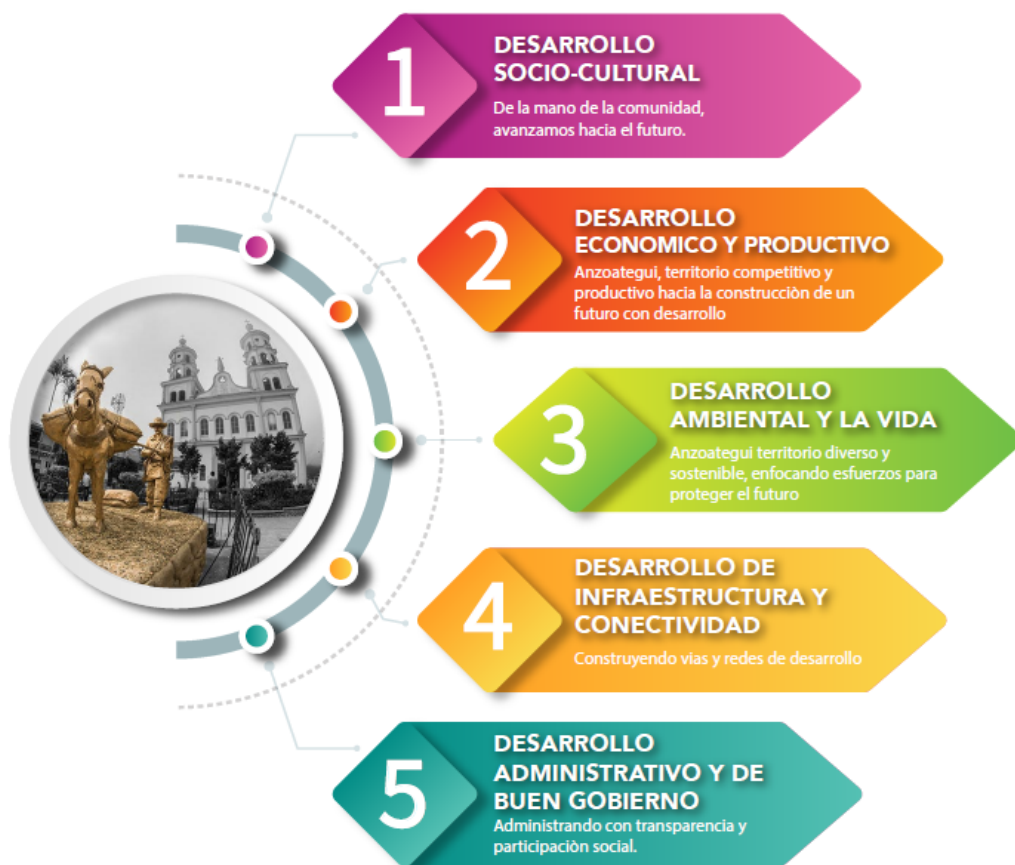 1
DESARROLLO
SOCIO-CULTURAL
De la mano de la comunidad,
avanzamos hacia el futuro.
2
DESARROLLO
ECONOMICO Y PRODUCTIVO
Anzoategui, territorio competitivo y
productivo hacia la construcciòn de un
futuro con desarrollo
3
DESARROLLO
AMBIENTAL Y LA VIDA
Anzoategui territorio diverso y
sostenible, enfocando esfuerzos para
proteger el futuro
4
DESARROLLO DE
INFRAESTRUCTURA Y
CONECTIVIDAD
Construyendo vias y redes de desarrollo
5
DESARROLLO
ADMINISTRATIVO Y DE
BUEN GOBIERNO
Administrando con transparencia y
participaciòn social.